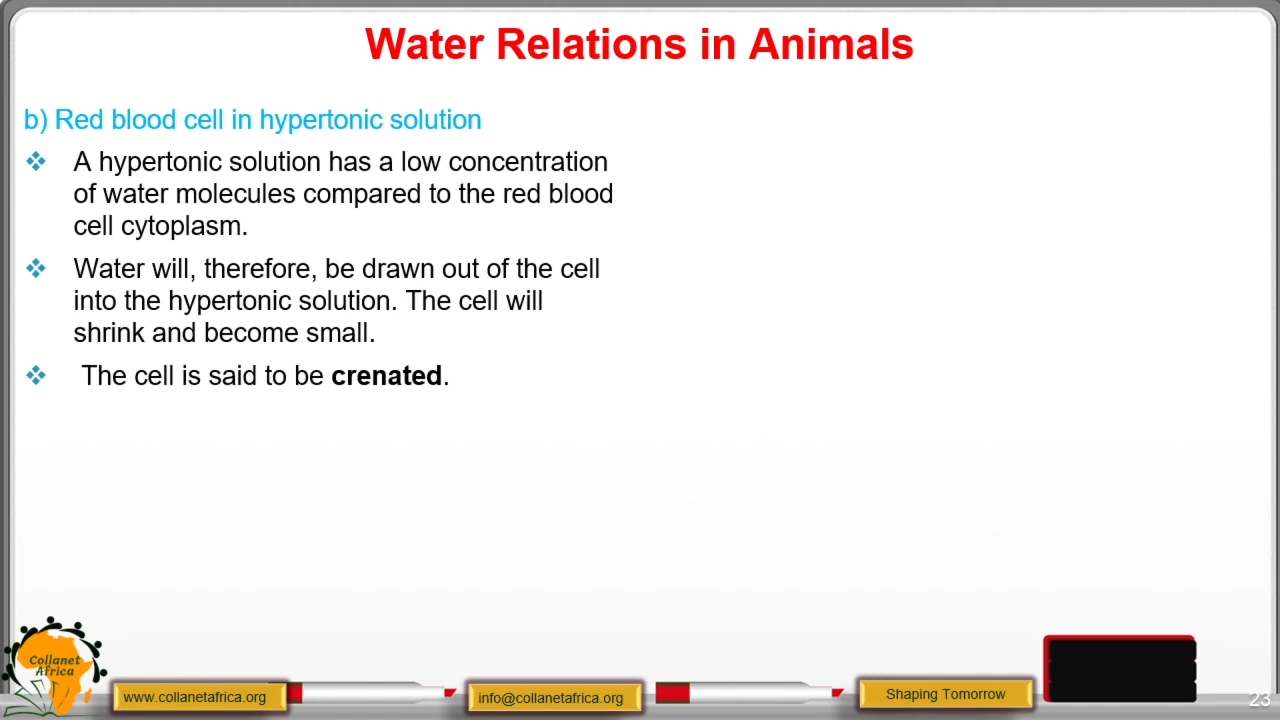 Water Relations in Animals
b) Red blood cell in hypertonic solution
A hypertonic solution has a low concentration
of water molecules compared to the red blood
cell cytoplasm.
Water will, therefore, be drawn out of the cell
into the hypertonic solution. The cell will
shrink and become small.
The cell is said to be crenated.
Collanet
Africa
www.collanetafrica.org
info@collanetafrica.org
Shaping Tomorrow
23